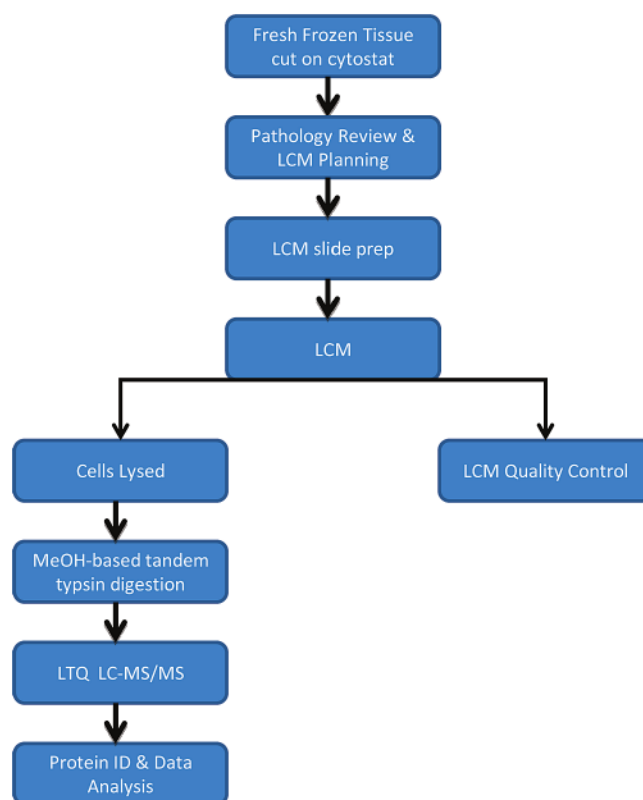 Fresh Frozen Tissue
cut on cytostat
Pathology Review &
LCM Planning
LCM slide prep
LCM
Cells Lysed
LCM Quality Control
MeOH-based tandem
typsin digestion
LTQ LC-MS/MS
Protein ID & Data
Analysis